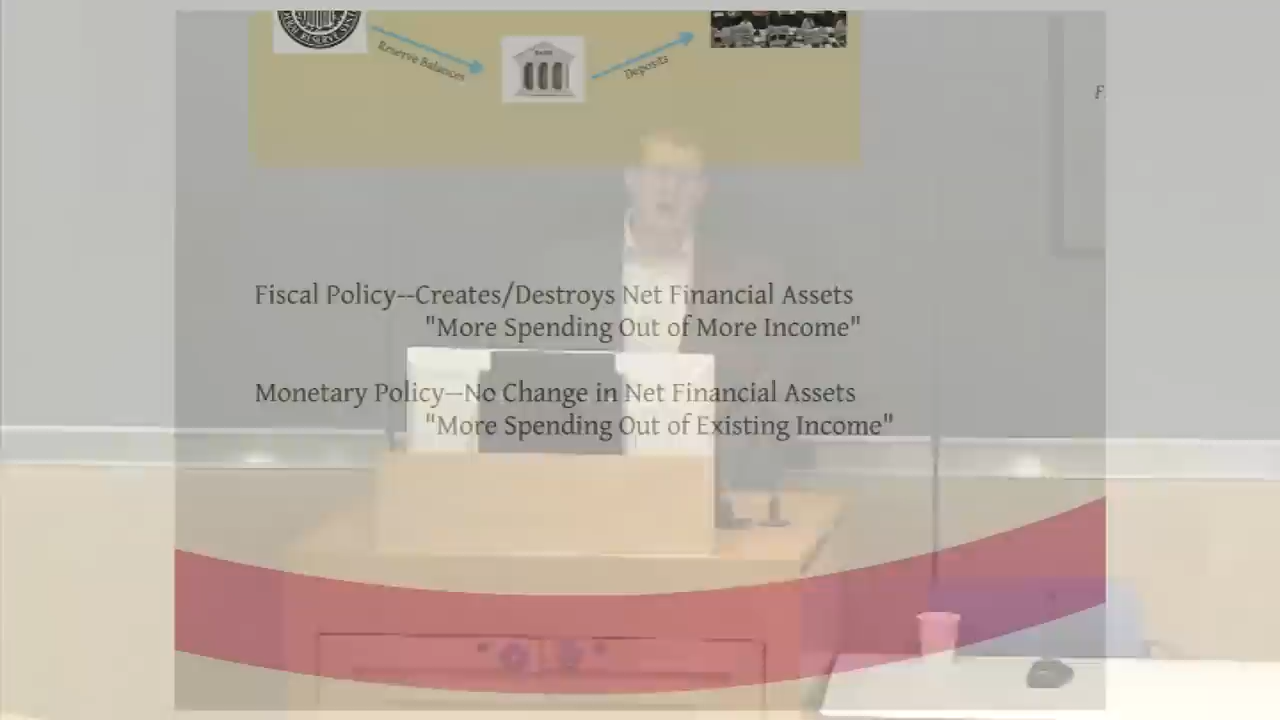 Reserve Balances
Deposits
Fiscal Policy--Creates/Destroys Net Financial Assets
"More Spending Out of More Income"
Monetary Policy--No Change in Net Financial Assets
"More Spending Out of Existing Income"